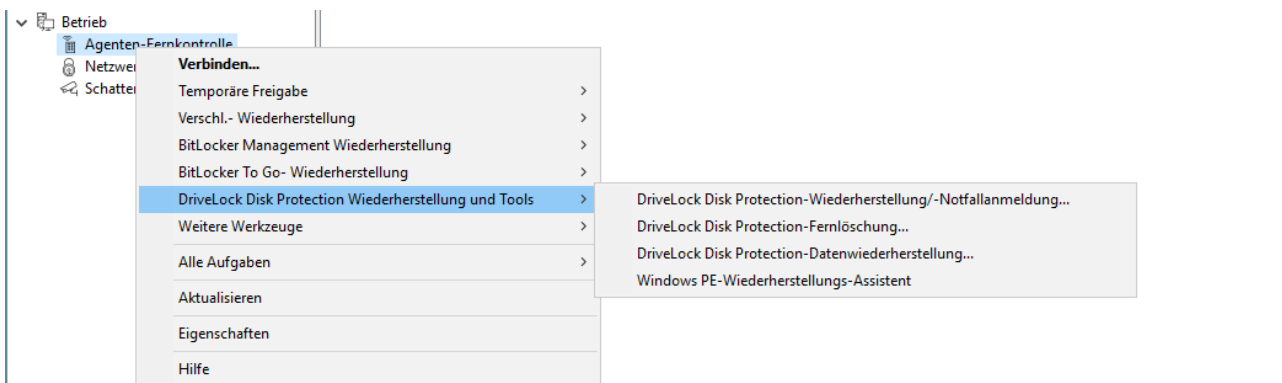 Betrieb
Agenten-Fernkontrolle
Netzwe
Schatte
Verbinden...
Temporäre Freigabe
Verschl.- Wiederherstellung
BitLocker Management Wiederherstellung
BitLocker To Go- Wiederherstellung
DriveLock Disk Protection Wiederherstellung und Tools
DriveLock Disk Protection-Wiederherstellung/-Notfallanmeldung...
DriveLock Disk Protection-Fernlöschung...
DriveLock Disk Protection-Datenwiederherstellung...
Windows PE-Wiederherstellungs-Assistent
Weitere Werkzeuge
Alle Aufgaben
Aktualisieren
Eigenschaften
Hilfe